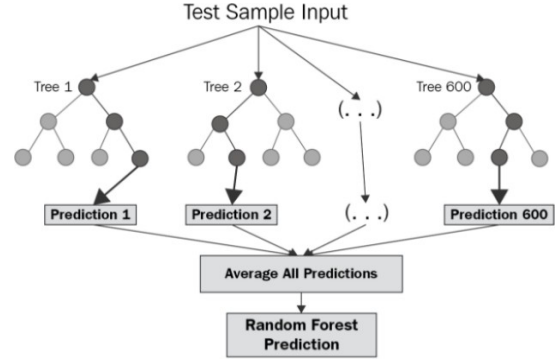 Test Sample Input
Tree 1
Tree 2
Tree 600
(. . .)
Prediction 1
Prediction 2
(. . .)
Prediction 600
Average All Predictions
Random Forest
Prediction